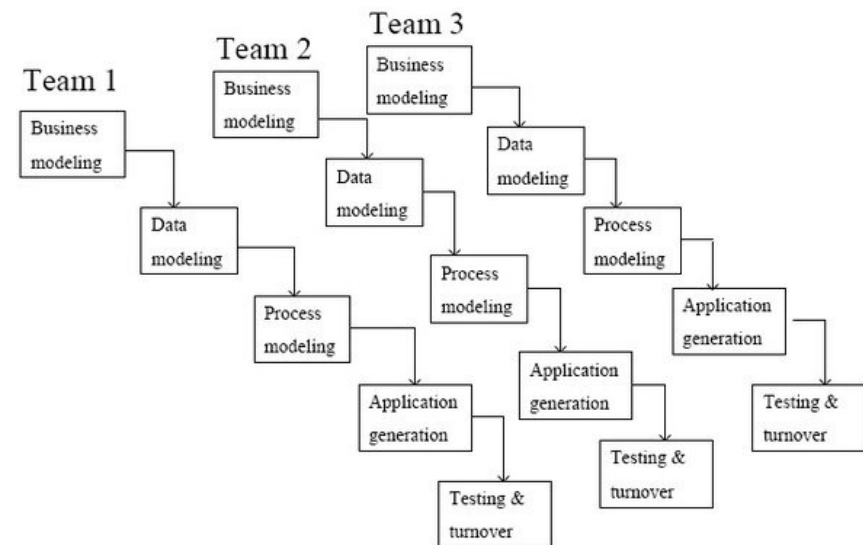 Team 1
Business
modeling
Data
modeling
Process
modeling
Application
generation
Testing &
turnover
Team 2
Business
modeling
Data
modeling
Process
modeling
Application
generation
Testing &
turnover
Team 3
Business
modeling
Data
modeling
Process
modeling
Application
generation
Testing &
turnover